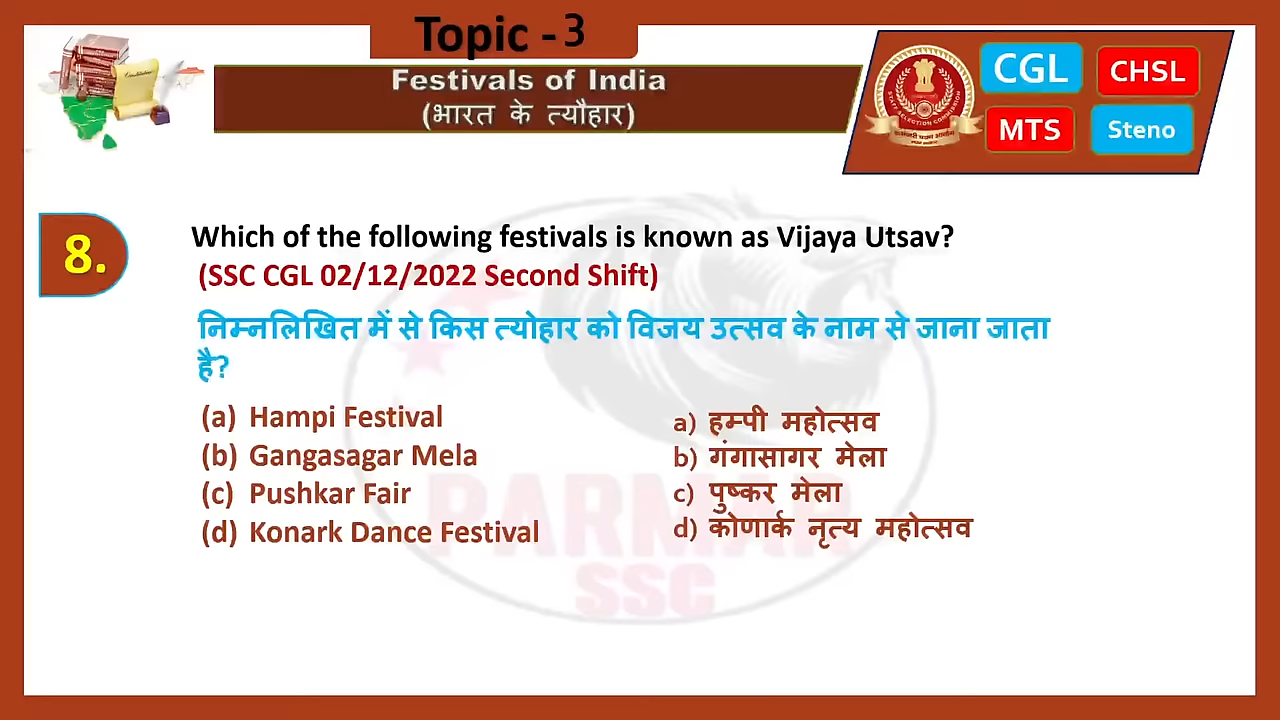 Topic -3
Festivals of India
(भारत के त्यौहार)
CGL
CHSL
MTS
Steno
8.
Which of the following festivals is known as Vijaya Utsav?
(SSC CGL 02/12/2022 Second Shift)
निम्नलिखित में से किस त्योहार को विजय उत्सव के नाम से जाना जाता
है?
(a) Hampi Festival
(b) Gangasagar Mela
(c) Pushkar Fair
(d) Konark Dance Festival
a) हम्पी महोत्सव
b) गंगासागर मेला
c) पुष्कर मेला
d) कोणार्क नृत्य महोत्सव
PARMAR
SSC